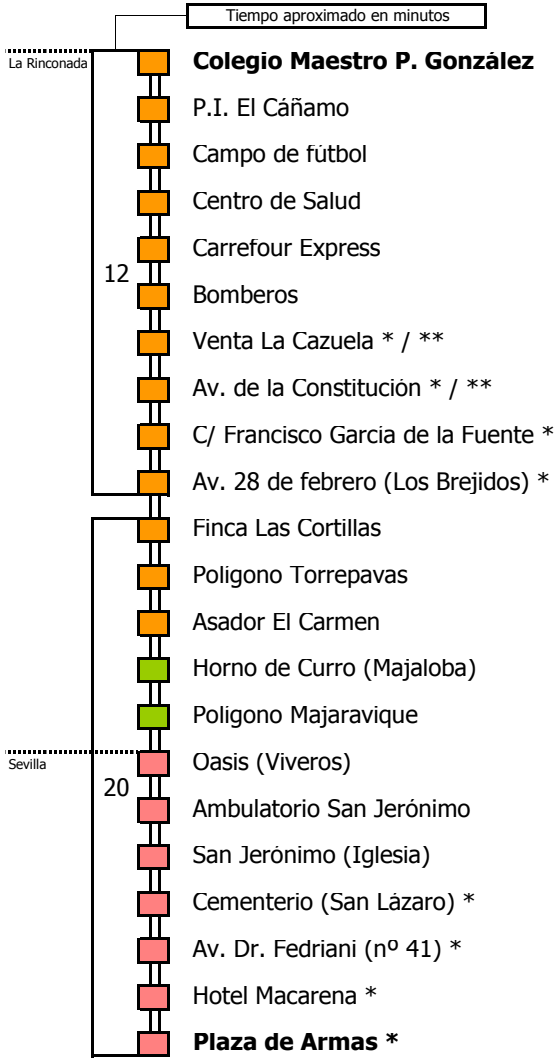 Tiempo aproximado en minutos
La Rinconada
Colegio Maestro P. González
P.I. El Cáñamo
Campo de fútbol
Centro de Salud
Carrefour Express
12
Bomberos
Venta La Cazuela * / **
Av. de la Constitución * / **
C/ Francisco Garcia de la Fuente *
Av. 28 de febrero (Los Brejidos) *
Finca Las Cortillas
Poligono Torrepavas
Asador El Carmen
Horno de Curro (Majaloba)
Poligono Majaravique
Sevilla
Oasis (Viveros)
20
Ambulatorio San Jerónimo
San Jerónimo (Iglesia)
Cementerio (San Lázaro) *
Av. Dr. Fedriani (nº 41) *
Hotel Macarena *
Plaza de Armas *